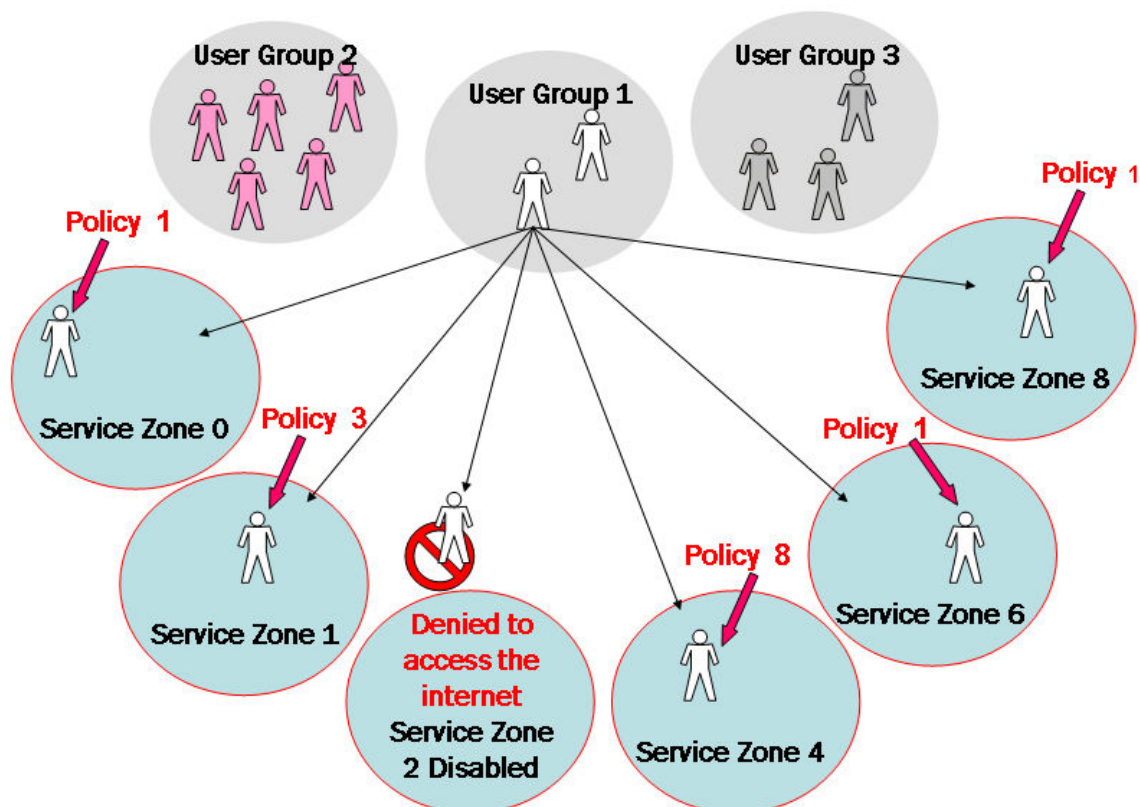 User Group 2
User Group 1
User Group 3
Policy 1
Policy 1
Service Zone 0
Policy 3
Service Zone 8
Policy 1
Service Zone 1
Policy 8
Service Zone 6
Denied to
access the
internet
Service Zone
2 Disabled
Service Zone 4